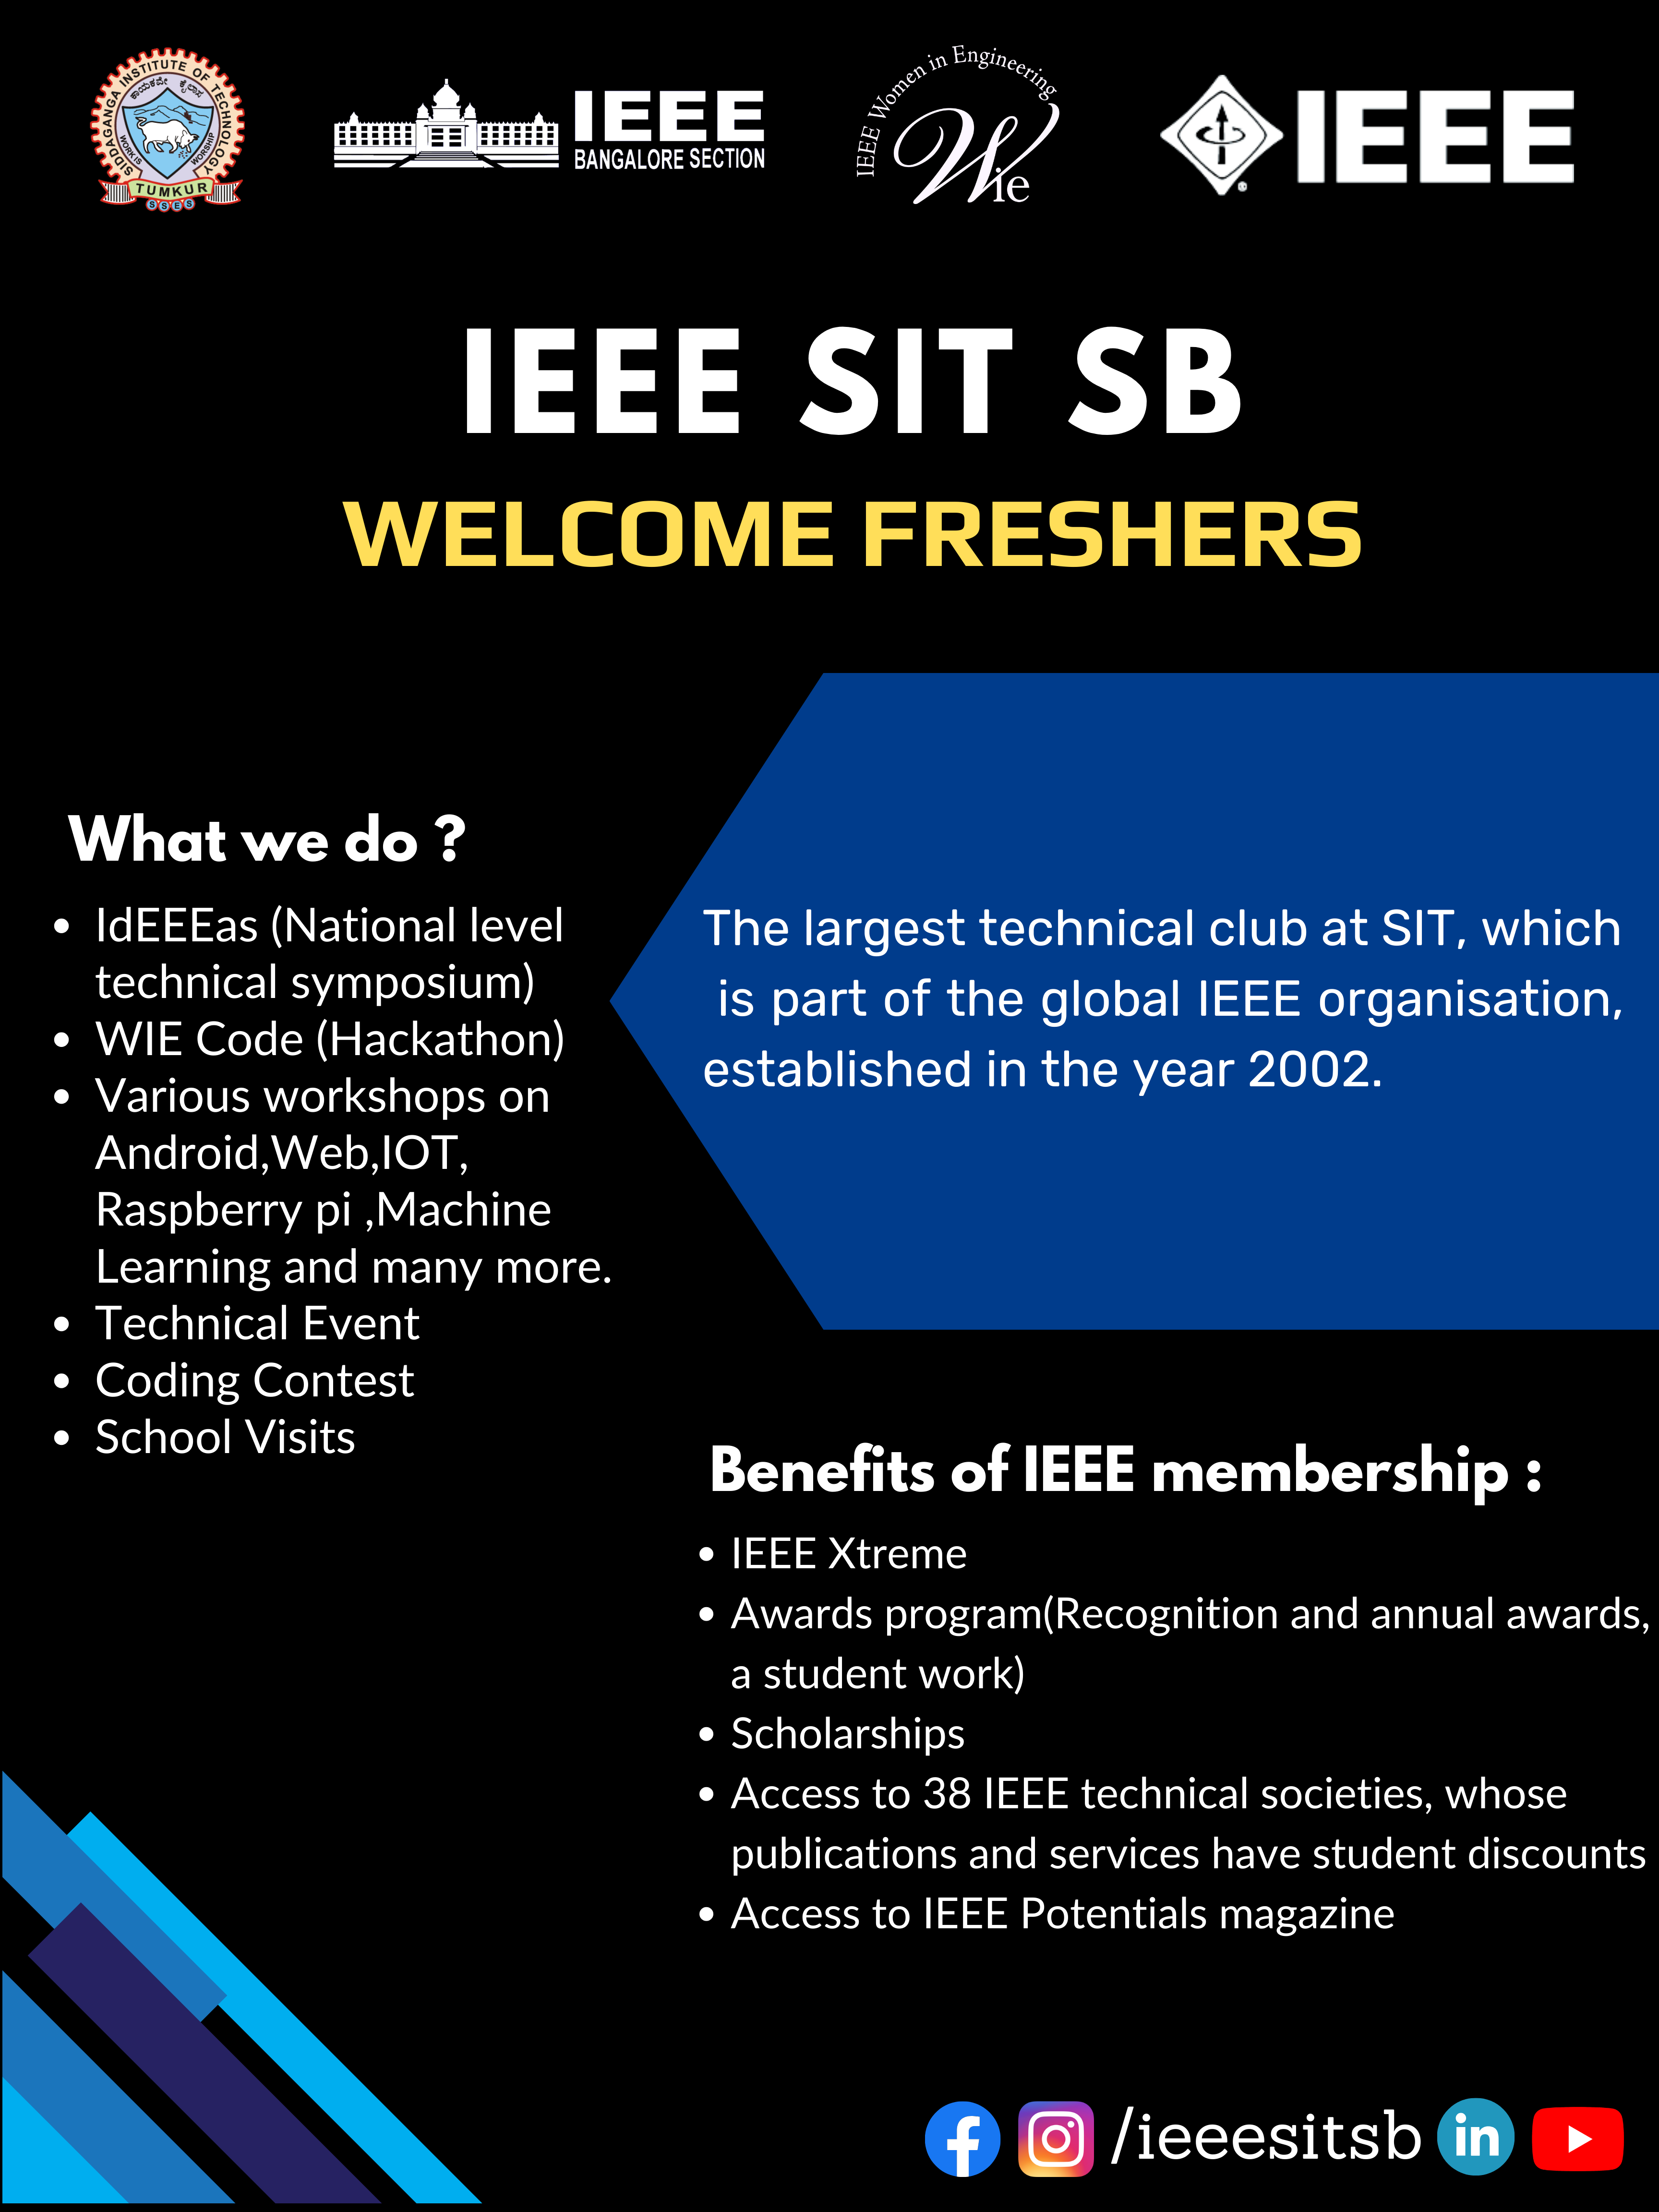 SIDDAGANGA INSTITUTE OF TECHNOLOGY
ಕಾಯಕವೇ ಕೈಲಾಸ
WORK IS WORSHIP
TUMKUR
SSES
IEEE
BANGALORE SECTION
IEEE Women in Engineering
Wie
IEEE
IEEE SIT SB
WELCOME FRESHERS
What we do ?
• IdEEEas (National level
technical symposium)
• WIE Code (Hackathon)
• Various workshops on
Android,Web,IOT,
Raspberry pi ,Machine
Learning and many more.
• Technical Event
• Coding Contest
• School Visits
The largest technical club at SIT, which
is part of the global IEEE organisation,
established in the year 2002.
Benefits of IEEE membership :
• IEEE Xtreme
• Awards program(Recognition and annual awards,
a student work)
• Scholarships
• Access to 38 IEEE technical societies, whose
publications and services have student discounts
• Access to IEEE Potentials magazine
/ieeesitsb